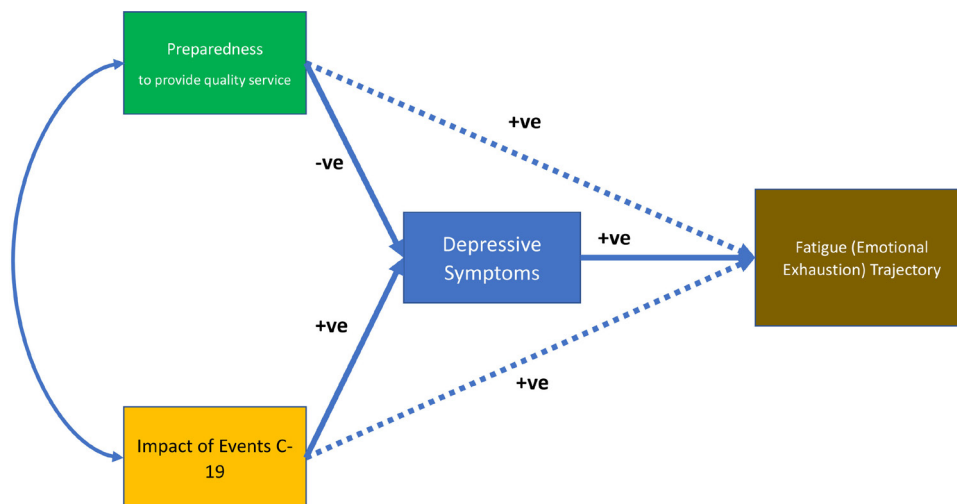 Preparedness
to provide quality service
+ve
-ve
Depressive
Symptoms
+ve
Fatigue (Emotional
Exhaustion) Trajectory
+ve
+ve
Impact of Events C-
19